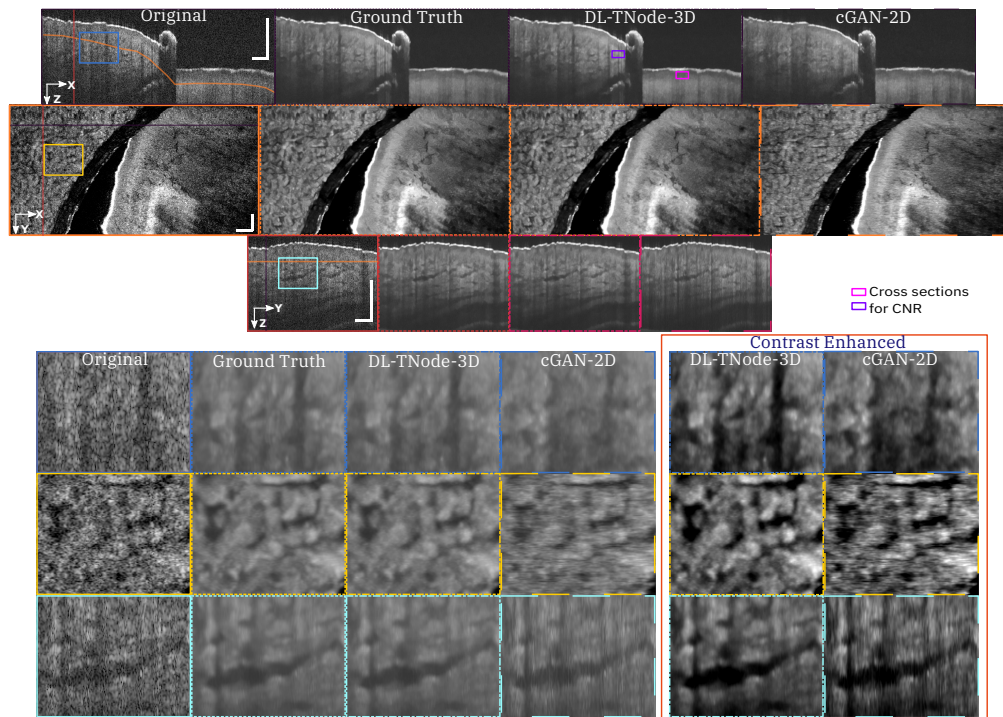 Original Ground Truth DL-TNode-3D cGAN-2D
X
Z
X
Y
Y
Z
Cross sections
for CNR
Contrast Enhanced
Original Ground Truth DL-TNode-3D cGAN-2D DL-TNode-3D cGAN-2D